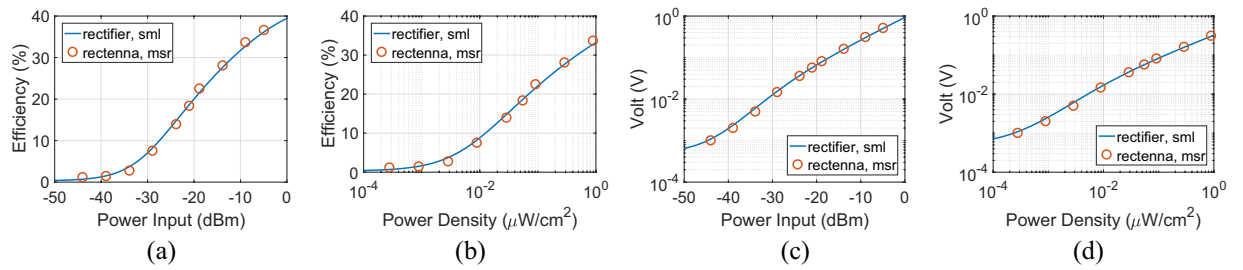 40
30
20
10
0
Efficiency (%)
rectifier, sml
rectenna, msr
-50 -40 -30 -20 -10 0
Power Input (dBm)
(a)
40
30
20
10
0
Efficiency (%)
rectifier, sml
rectenna, msr
10^-4 10^-2 10^0
Power Density (μW/cm^2)
(b)
10^0
10^-2
10^-4
Volt (V)
rectifier, sml
rectenna, msr
-50 -40 -30 -20 -10 0
Power Input (dBm)
(c)
10^0
10^-2
10^-4
Volt (V)
rectifier, sml
rectenna, msr
10^-4 10^-2 10^0
Power Density (μW/cm^2)
(d)